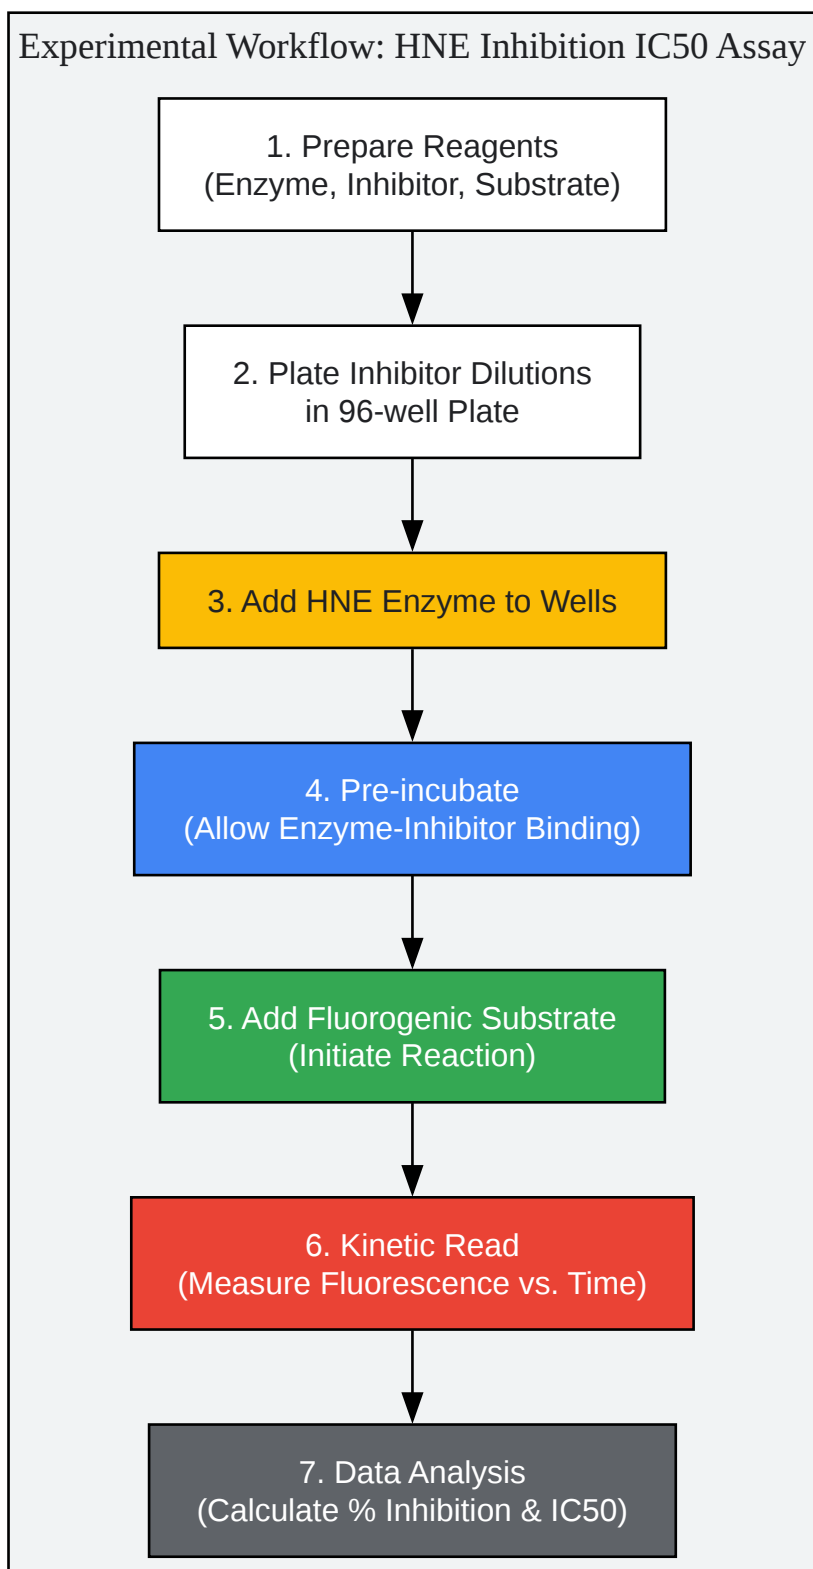 Experimental Workflow: HNE Inhibition IC50 Assay
1. Prepare Reagents
(Enzyme, Inhibitor, Substrate)
2. Plate Inhibitor Dilutions
in 96-well Plate
3. Add HNE Enzyme to Wells
4. Pre-incubate
(Allow Enzyme-Inhibitor Binding)
5. Add Fluorogenic Substrate
(Initiate Reaction)
6. Kinetic Read
(Measure Fluorescence vs. Time)
7. Data Analysis
(Calculate % Inhibition & IC50)